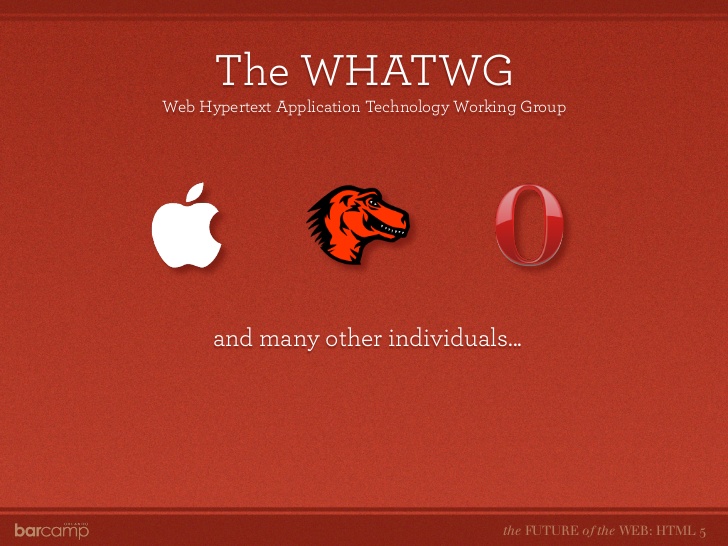 The WHATWG
Web Hypertext Application Technology Working Group
and many other individuals...
barcamp
the FUTURE of the WEB: HTML 5